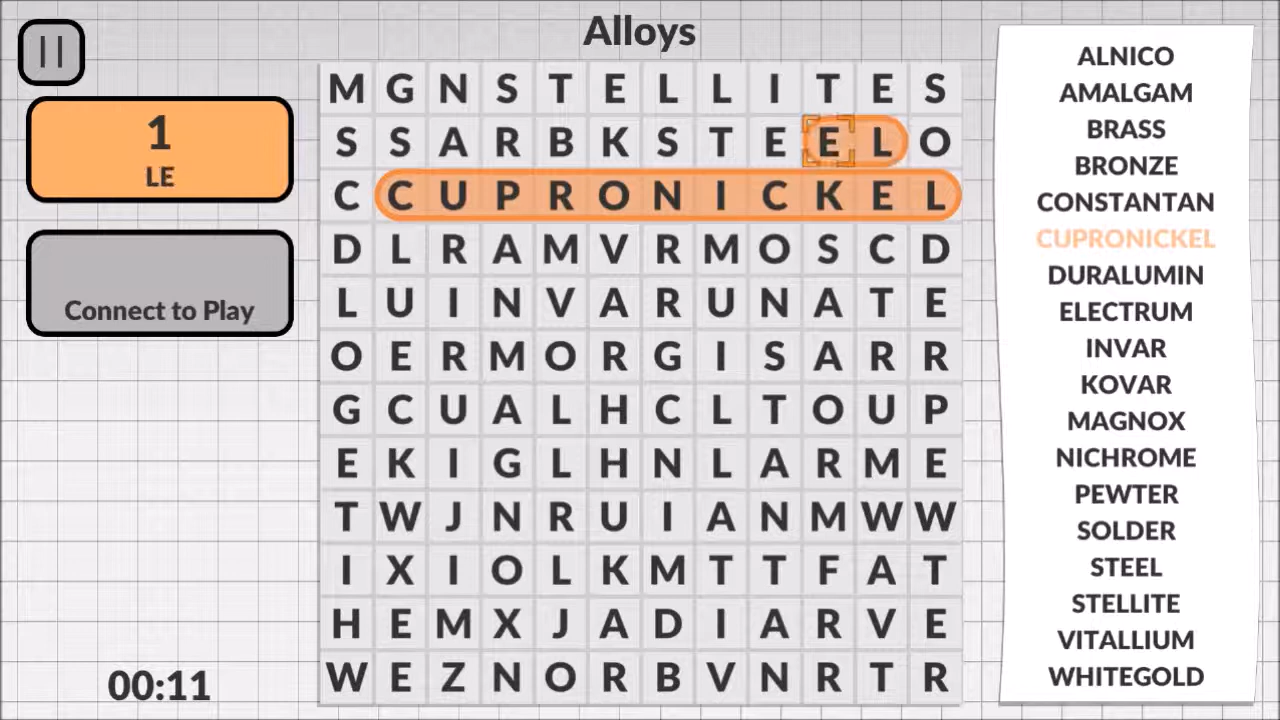 Alloys
1
LE
Connect to Play
00:11
M G N S T E L L I T E S
S S A R B K S T E E L O
C C U P R O N I C K E L
D L R A M V R M O S C D
L U I N V A R U N A T E
O E R M O R G I S A R R
G C U A L H C L T O U P
E K I G L H N L A R M E
T W J N R U I A N M W W
I X I O L K M T T F A T
H E M X J A D I A R V E
W E Z N O R B V N R T R
ALNICO
AMALGAM
BRASS
BRONZE
CONSTANTAN
CUPRONICKEL
DURALUMIN
ELECTRUM
INVAR
KOVAR
MAGNOX
NICHROME
PEWTER
SOLDER
STEEL
STELLITE
VITALLIUM
WHITEGOLD